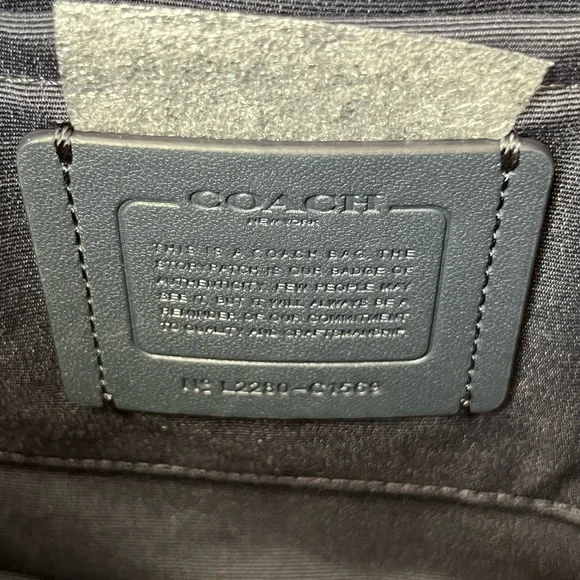 COACH
NEW YORK
THIS IS A COACH BAG. THE
STORYPATCH IS OUR BADGE OF
AUTHENTICITY. FEW PEOPLE MAY
SEE IT, BUT IT WILL ALWAYS BE A
REMINDER OF OUR COMMITMENT
TO QUALITY AND CRAFTSMANSHIP.
Nº L2280-C1569